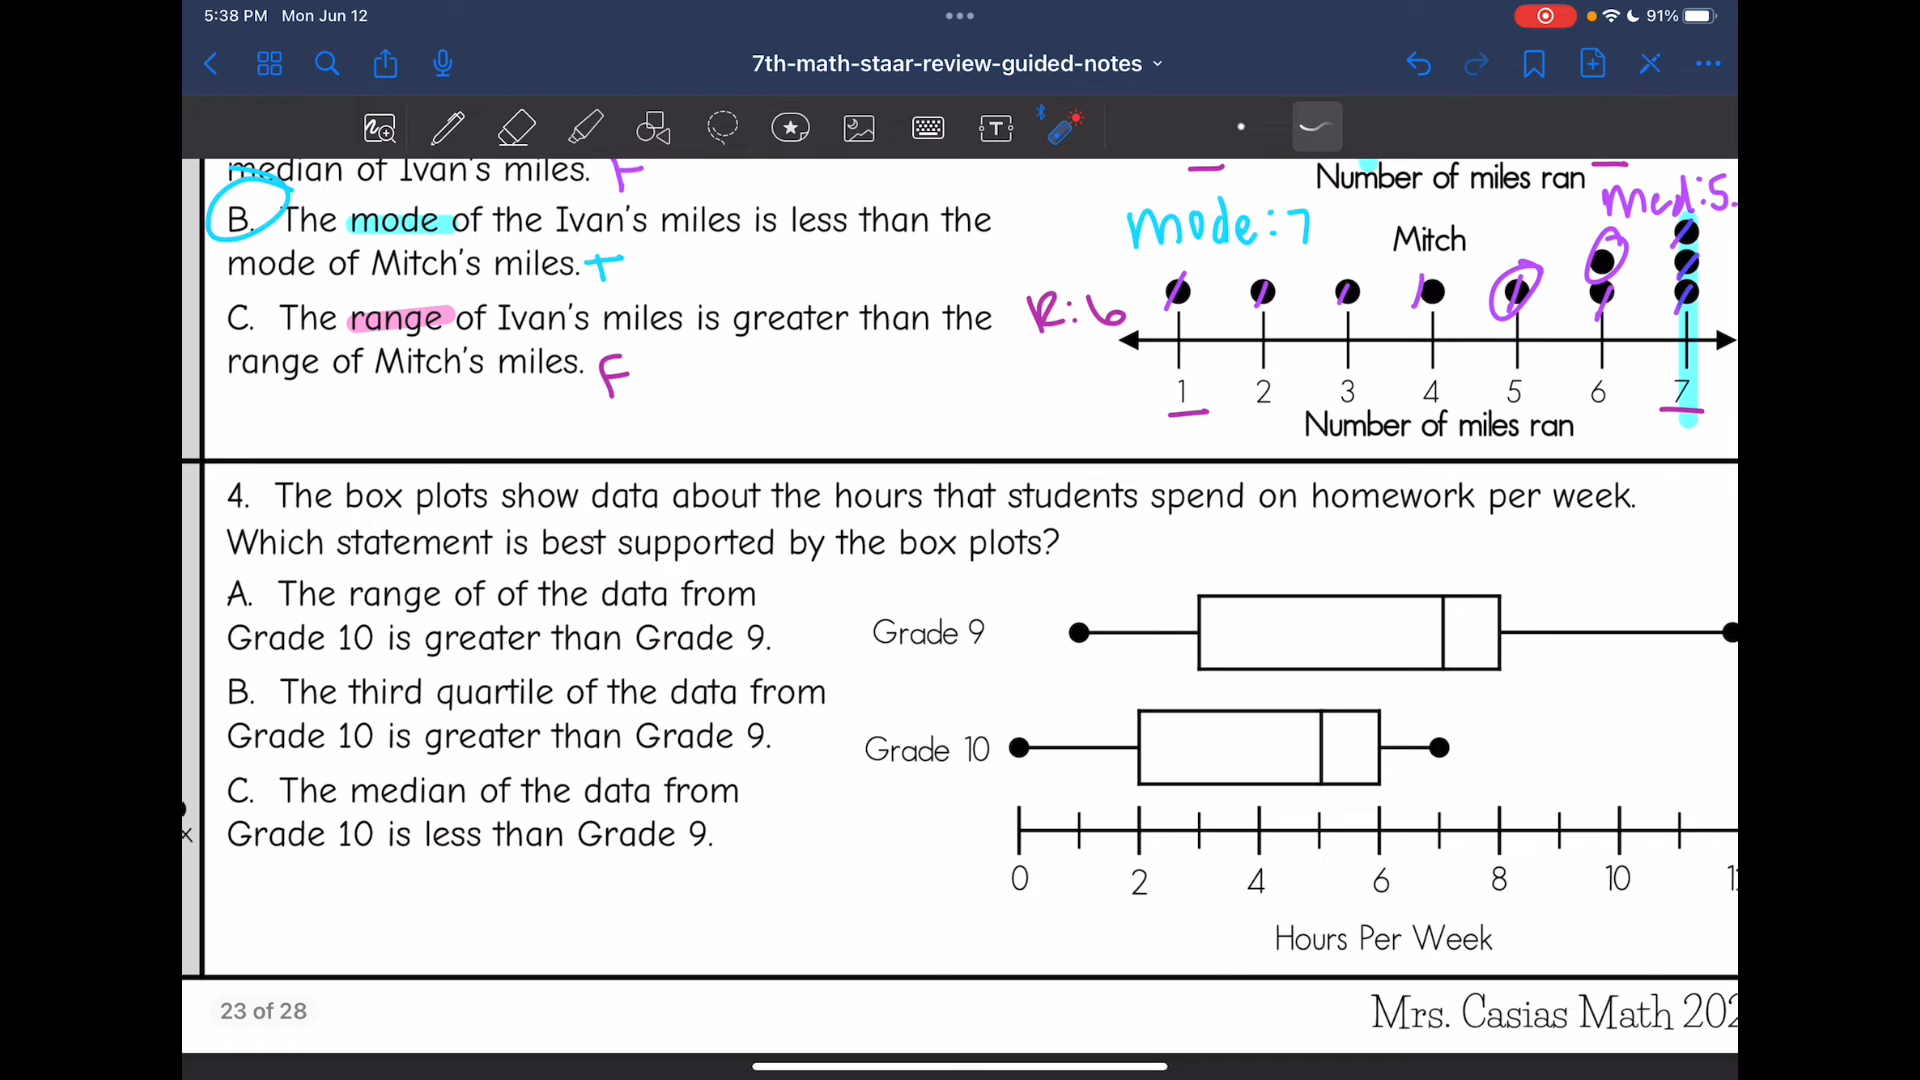 5:38 PM Mon Jun 12
91%
7th-math-staar-review-guided-notes
T
median of Ivan's miles. F
Number of miles ran
med:5.
B. The mode of the Ivan's miles is less than the
mode of Mitch's miles. T
mode:7
Mitch
C. The range of Ivan's miles is greater than the
range of Mitch's miles. F
R:6
1 2 3 4 5 6 7
Number of miles ran
4. The box plots show data about the hours that students spend on homework per week.
Which statement is best supported by the box plots?
A. The range of of the data from
Grade 10 is greater than Grade 9.
B. The third quartile of the data from
Grade 10 is greater than Grade 9.
C. The median of the data from
Grade 10 is less than Grade 9.
Grade 9
Grade 10
0 2 4 6 8 10
Hours Per Week
x
23 of 28
Mrs. Casias Math